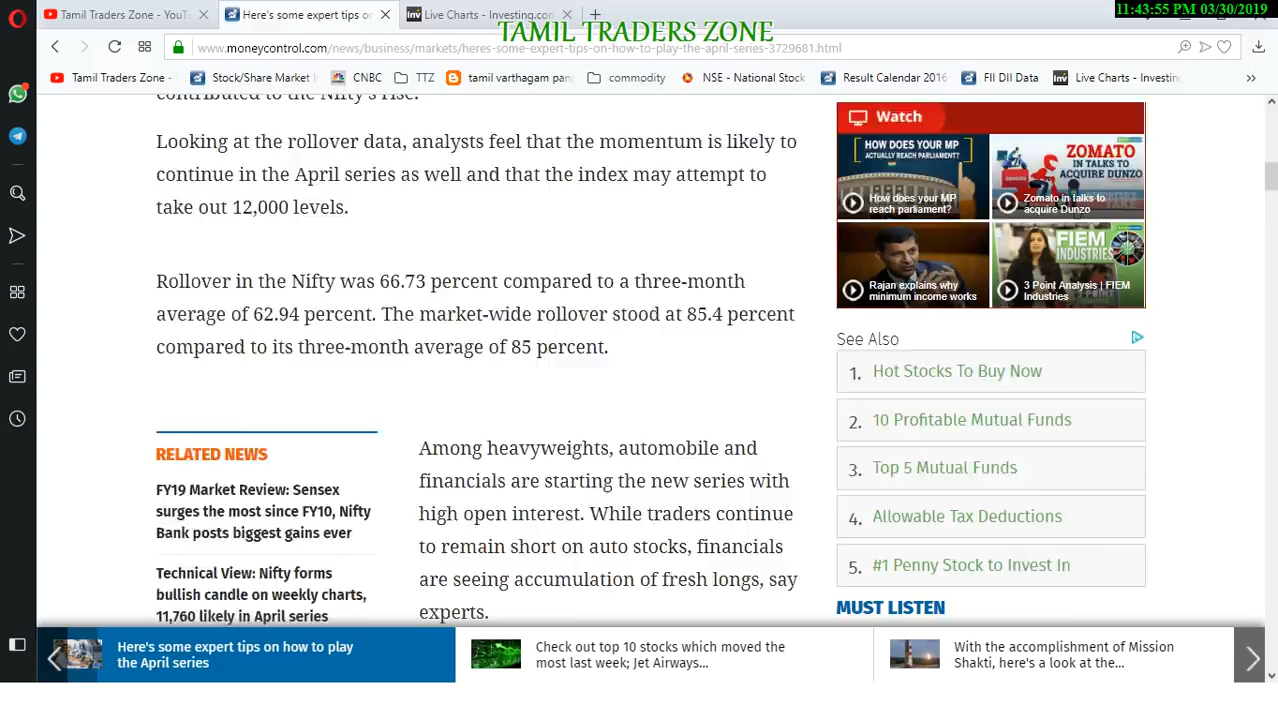 11:43:55 PM 03/30/2019
Tamil Traders Zone - YouT
Here's some expert tips on
Live Charts - Investing.com
TAMIL TRADERS ZONE
www.moneycontrol.com/news/business/markets/heres-some-expert-tips-on-how-to-play-the-april-series-3729681.html
Tamil Traders Zone -
Stock/Share Market I
CNBC
TTZ
tamil varthagam pan
commodity
NSE - National Stock
Result Calendar 2016
FII DII Data
Live Charts - Investin
contributed to the Nifty's rise.
Looking at the rollover data, analysts feel that the momentum is likely to
continue in the April series as well and that the index may attempt to
take out 12,000 levels.
Rollover in the Nifty was 66.73 percent compared to a three-month
average of 62.94 percent. The market-wide rollover stood at 85.4 percent
compared to its three-month average of 85 percent.
RELATED NEWS
FY19 Market Review: Sensex
surges the most since FY10, Nifty
Bank posts biggest gains ever
Technical View: Nifty forms
bullish candle on weekly charts,
11,760 likely in April series
Among heavyweights, automobile and
financials are starting the new series with
high open interest. While traders continue
to remain short on auto stocks, financials
are seeing accumulation of fresh longs, say
experts.
Watch
HOW DOES YOUR MP
ACTUALLY REACH PARLIAMENT?
How does your MP
reach parliament?
ZOMATO
IN TALKS TO
ACQUIRE DUNZO
Zomato in talks to
acquire Dunzo
Rajan explains why
minimum income works
FIEM
INDUSTRIES
3 Point Analysis | FIEM
Industries
See Also
1. Hot Stocks To Buy Now
2. 10 Profitable Mutual Funds
3. Top 5 Mutual Funds
4. Allowable Tax Deductions
5. #1 Penny Stock to Invest In
MUST LISTEN
Here's some expert tips on how to play
the April series
Check out top 10 stocks which moved the
most last week; Jet Airways...
With the accomplishment of Mission
Shakti, here's a look at the...